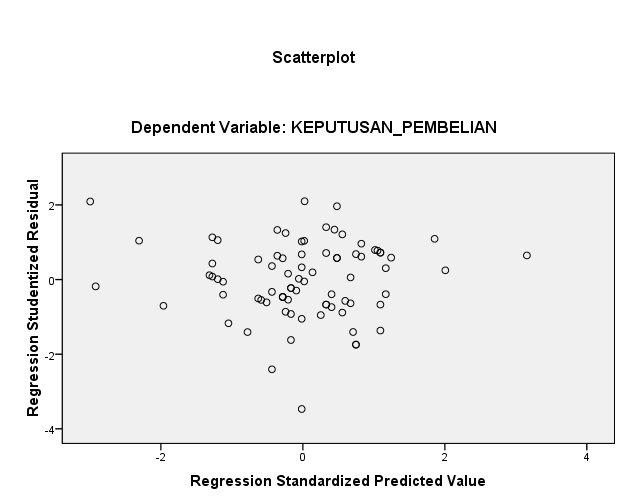 Scatterplot
Dependent Variable: KEPUTUSAN_PEMBELIAN
Regression Studentized Residual
2
0
-2
-4
-2
0
2
4
Regression Standardized Predicted Value